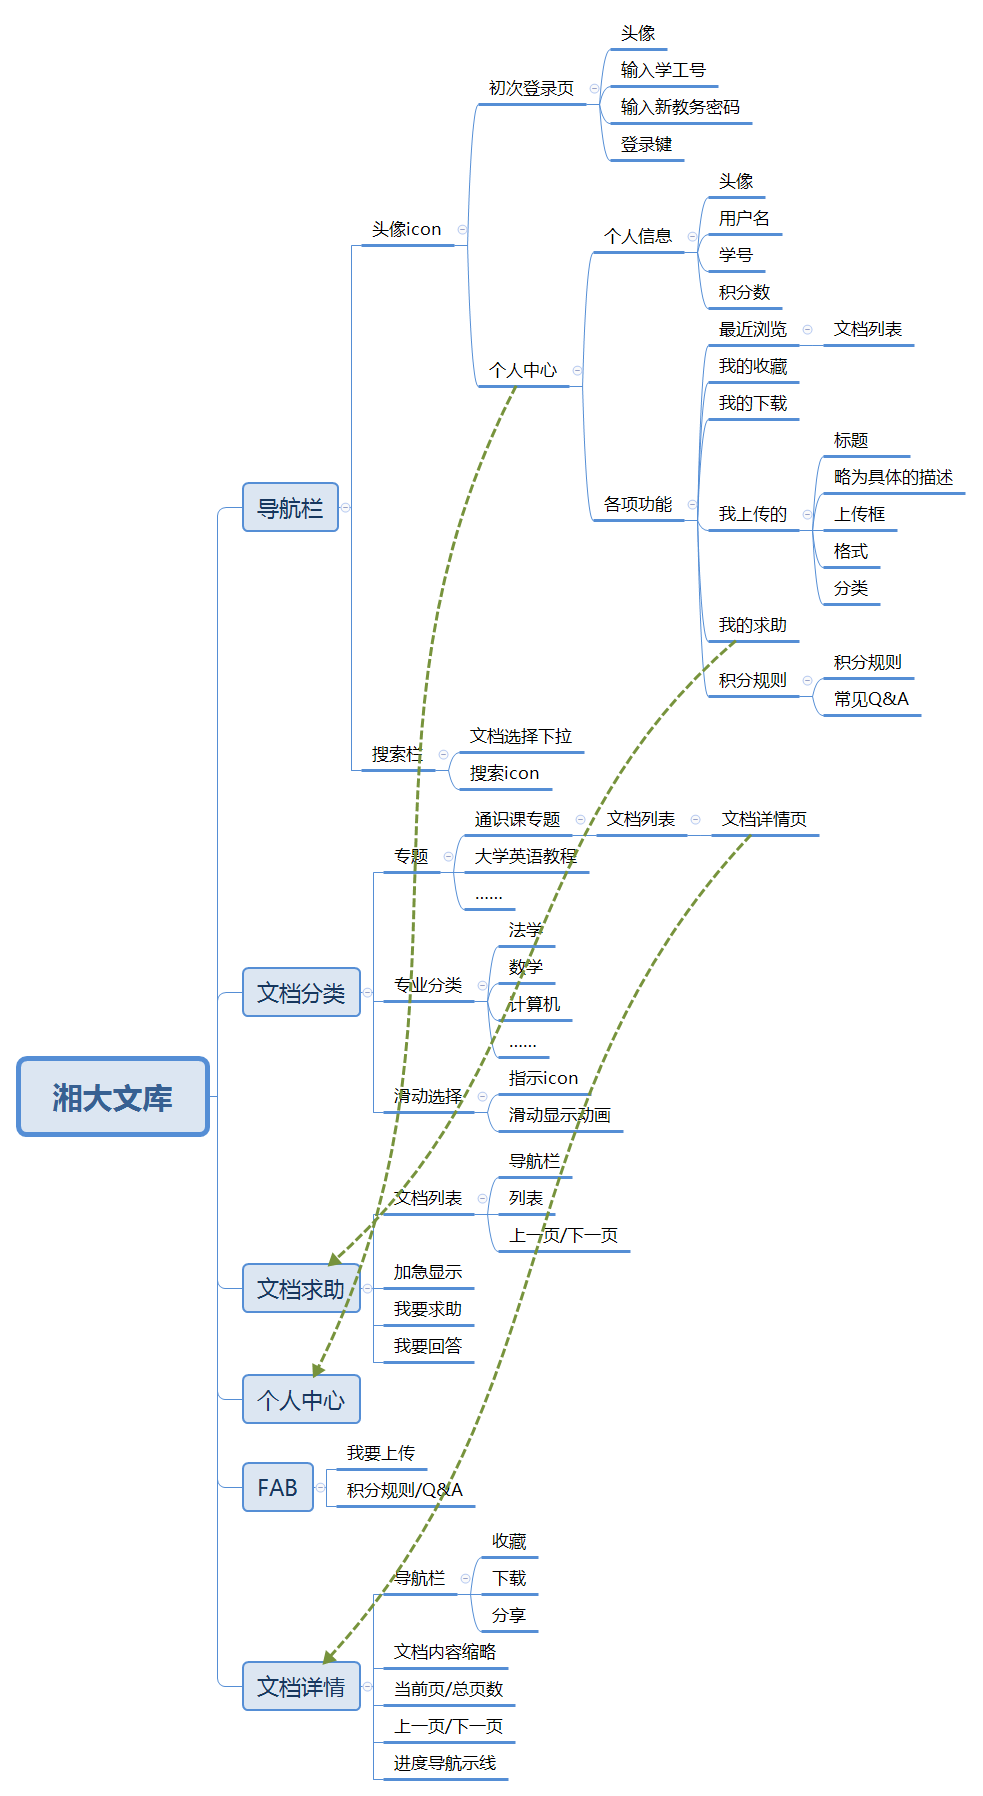 头像
输入学工号
初次登录页
输入新教务密码
登录键
头像
用户名
头像icon
个人信息
学号
积分数
最近浏览
文档列表
个人中心
我的收藏
我的下载
标题
略为具体的描述
导航栏
各项功能
我上传的
上传框
格式
分类
我的求助
积分规则
积分规则
常见Q&A
搜索栏
文档选择下拉
搜索icon
通识课专题
文档列表
文档详情页
专题
大学英语教程
......
法学
数学
文档分类
专业分类
计算机
......
湘大文库
指示icon
滑动选择
滑动显示动画
导航栏
文档列表
列表
上一页/下一页
文档求助
加急显示
我要求助
我要回答
个人中心
我要上传
FAB
积分规则/Q&A
收藏
导航栏
下载
分享
文档内容缩略
文档详情
当前页/总页数
上一页/下一页
进度导航示线